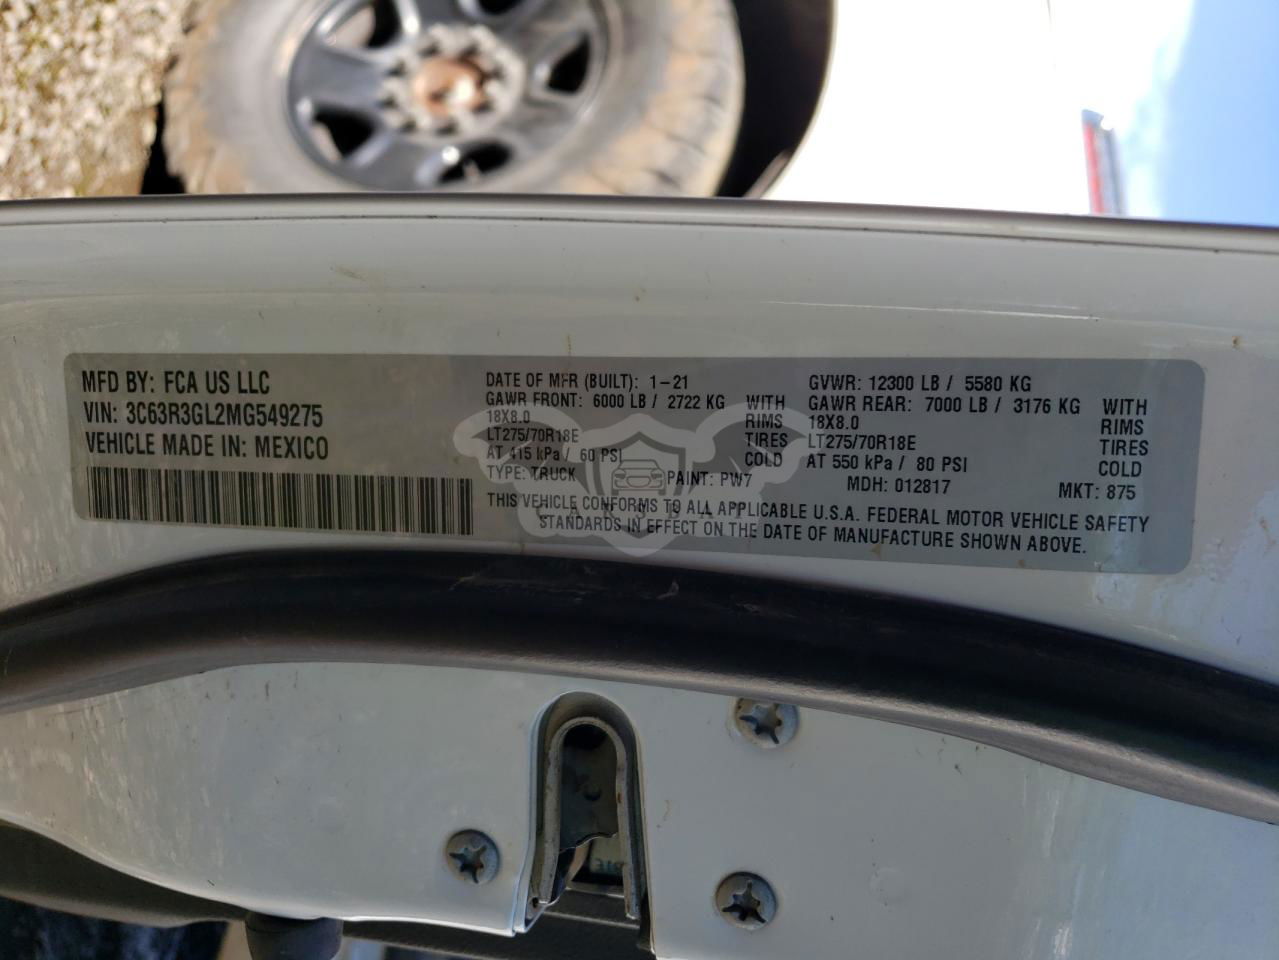 MFD BY: FCA US LLC
VIN: 3C63R3GL2MG549275
VEHICLE MADE IN: MEXICO
DATE OF MFR (BUILT): 1-21
GAWR FRONT: 6000 LB / 2722 KG WITH
18X8.0 RIMS
LT275/70R18E TIRES
AT 415 kPa / 60 PSI COLD
TYPE: TRUCK PAINT: PW7
GVWR: 12300 LB / 5580 KG
GAWR REAR: 7000 LB / 3176 KG WITH
18X8.0 RIMS
LT275/70R18E TIRES
AT 550 kPa / 80 PSI COLD
MDH: 012817 MKT: 875
THIS VEHICLE CONFORMS TO ALL APPLICABLE U.S.A. FEDERAL MOTOR VEHICLE SAFETY
STANDARDS IN EFFECT ON THE DATE OF MANUFACTURE SHOWN ABOVE.